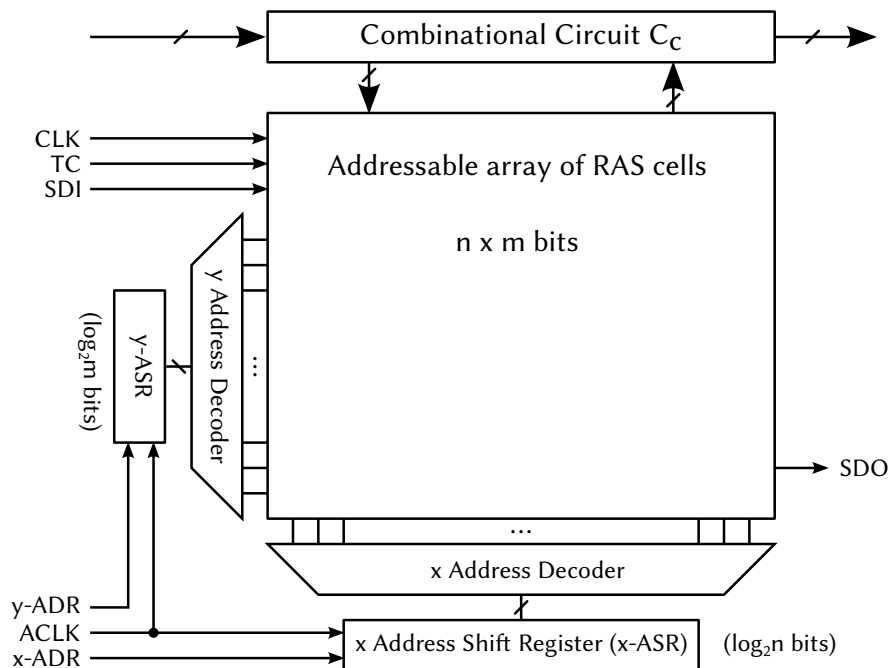 Combinational Circuit C_c
CLK
TC
SDI
Addressable array of RAS cells
n x m bits
y Address Decoder
...
y-ASR
(log₂m bits)
SDO
...
x Address Decoder
y-ADR
ACLK
x-ADR
x Address Shift Register (x-ASR)
(log₂n bits)